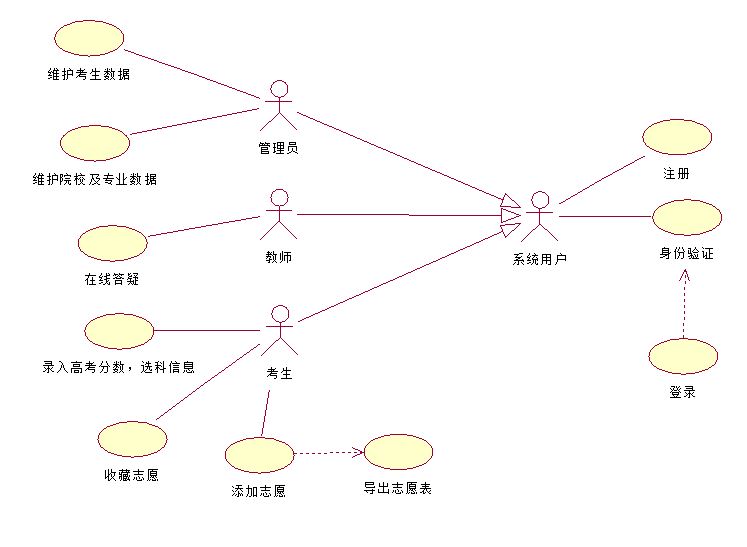 维护考生数据
管理员
维护院校及专业数据
注册
教师
系统用户
身份验证
在线答疑
录入高考分数，选科信息
考生
登录
收藏志愿
添加志愿
导出志愿表